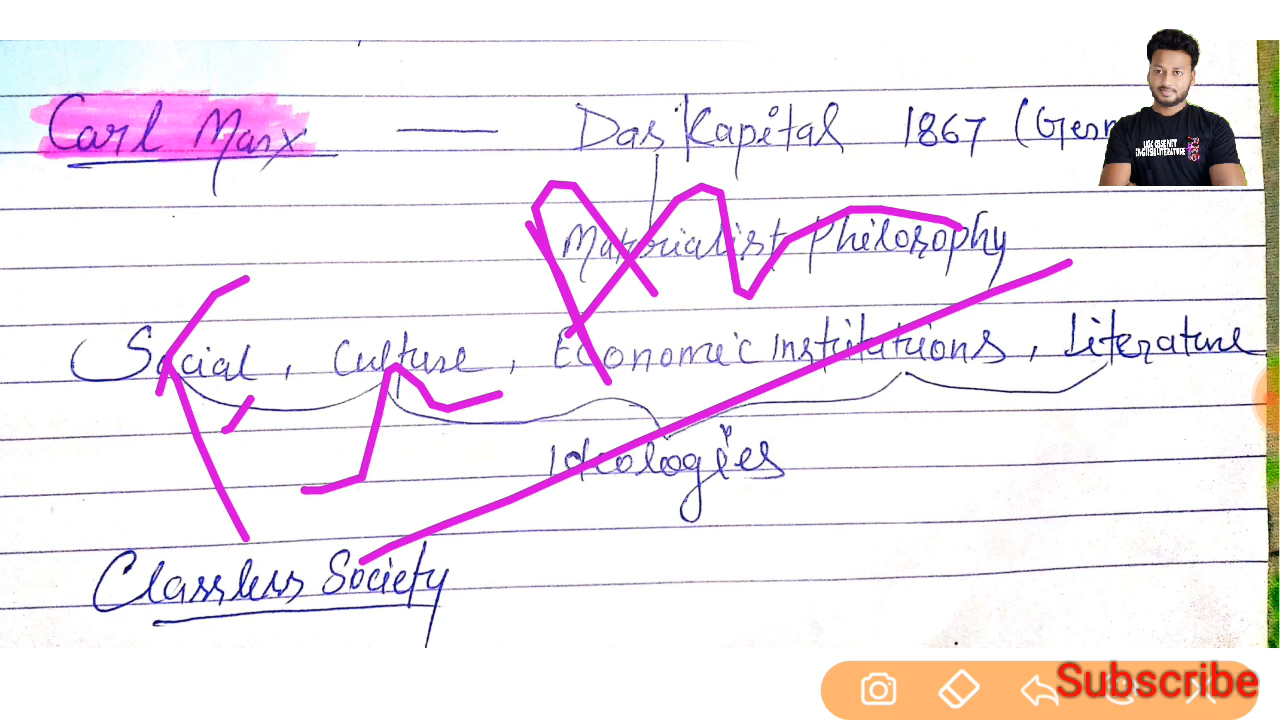 Carl Marx — Das Kapital 1867 (Germ
Materialist Philosophy
(Social, Culture, Economic Institutions, Literature
Ideologies
Classless Society
Subscribe